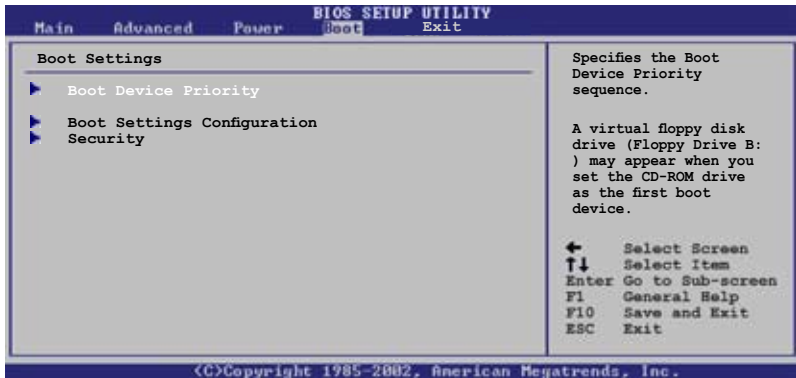 BIOS SETUP UTILITY
Main Advanced Power Boot Exit
Boot Settings
Boot Device Priority
Boot Settings Configuration
Security
Specifies the Boot
Device Priority
sequence.
A virtual floppy disk
drive (Floppy Drive B:
) may appear when you
set the CD-ROM drive
as the first boot
device.
← Select Screen
↑↓ Select Item
Enter Go to Sub-screen
F1 General Help
F10 Save and Exit
ESC Exit
(C)Copyright 1985-2002, American Megatrends, Inc.